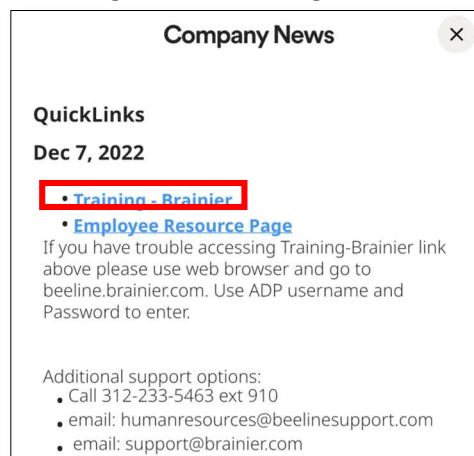 Company News
×
QuickLinks
Dec 7, 2022
• Training - Brainier
• Employee Resource Page
If you have trouble accessing Training-Brainier link
above please use web browser and go to
beeline.brainier.com. Use ADP username and
Password to enter.
Additional support options:
• Call 312-233-5463 ext 910
• email: humanresources@beelinesupport.com
• email: support@brainier.com